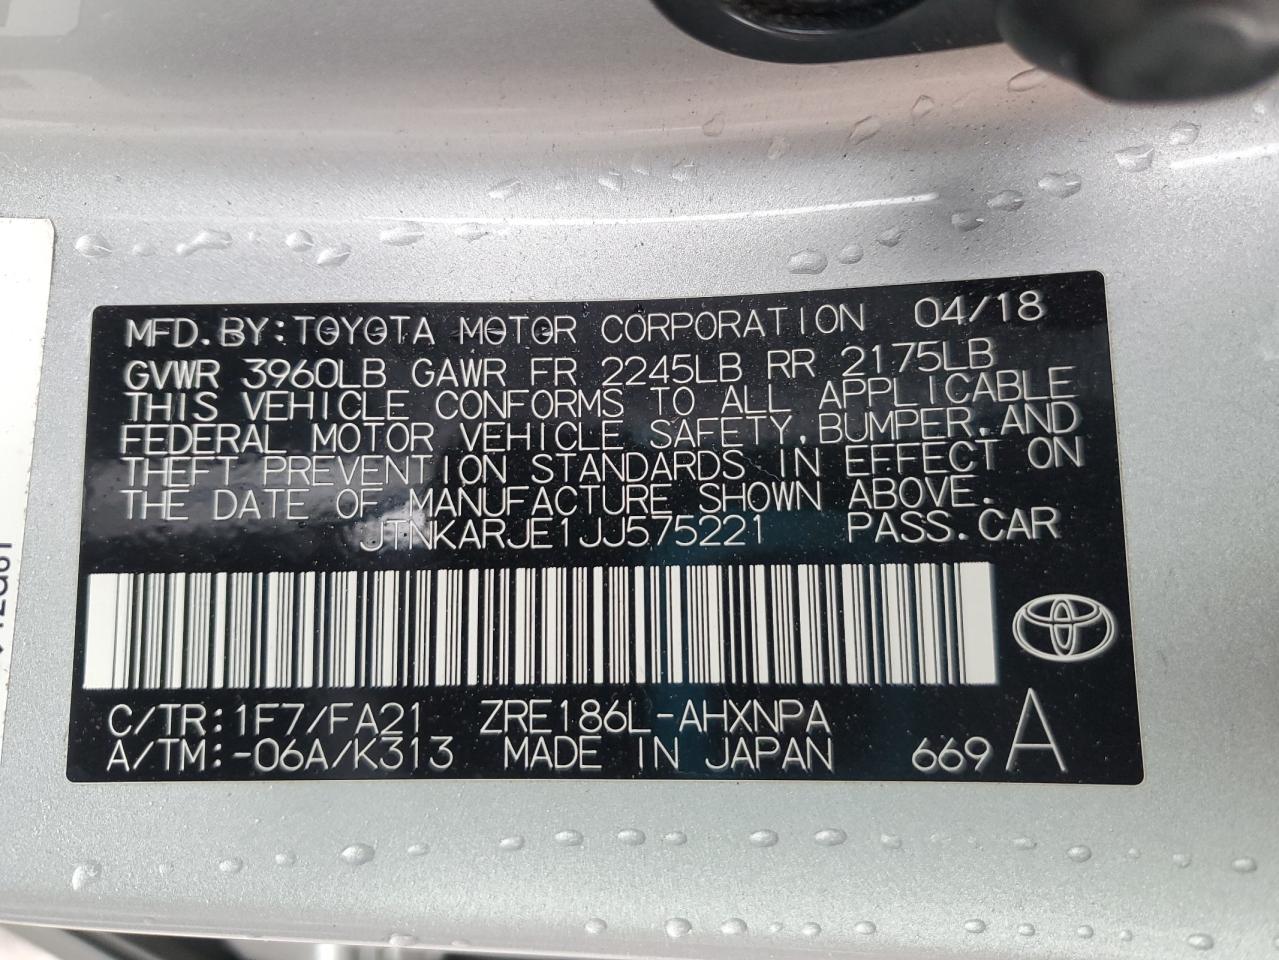 MFD.BY:TOYOTA MOTOR CORPORATION 04/18
GVWR 3960LB GAWR FR 2245LB RR 2175LB
THIS VEHICLE CONFORMS TO ALL APPLICABLE
FEDERAL MOTOR VEHICLE SAFETY,BUMPER,AND
THEFT PREVENTION STANDARDS IN EFFECT ON
THE DATE OF MANUFACTURE SHOWN ABOVE.
JTNKARJE1JJ575221 PASS.CAR
C/TR:1F7/FA21 ZRE186L-AHXNPA
A/TM:-06A/K313 MADE IN JAPAN 669 A